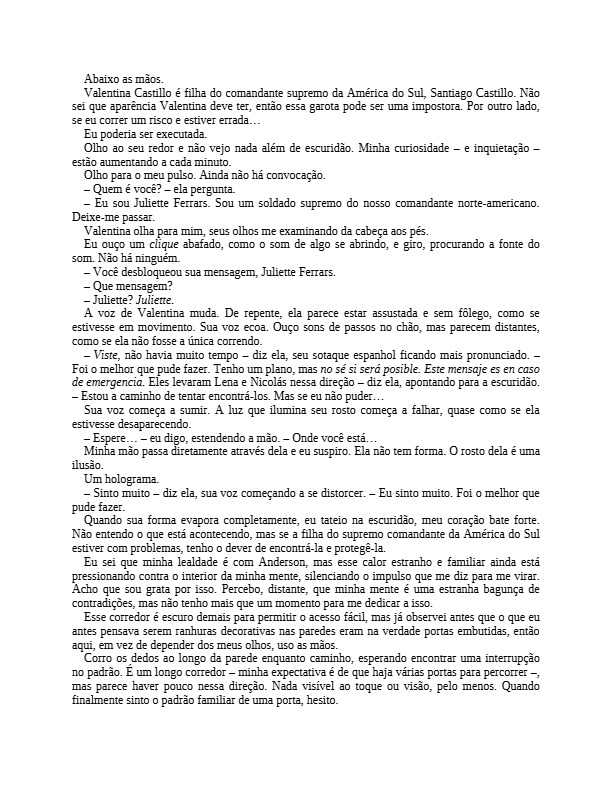 Abaixo as mãos.
Valentina Castillo é filha do comandante supremo da América do Sul, Santiago Castillo. Não
sei que aparência Valentina deve ter, então essa garota pode ser uma impostora. Por outro lado,
se eu correr um risco e estiver errada…
Eu poderia ser executada.
Olho ao seu redor e não vejo nada além de escuridão. Minha curiosidade – e inquietação –
estão aumentando a cada minuto.
Olho para o meu pulso. Ainda não há convocação.
– Quem é você? – ela pergunta.
– Eu sou Juliette Ferrars. Sou um soldado supremo do nosso comandante norte-americano.
Deixe-me passar.
Valentina olha para mim, seus olhos me examinando da cabeça aos pés.
Eu ouço um clique abafado, como o som de algo se abrindo, e giro, procurando a fonte do
som. Não há ninguém.
– Você desbloqueou sua mensagem, Juliette Ferrars.
– Que mensagem?
– Juliette? Juliette.
A voz de Valentina muda. De repente, ela parece estar assustada e sem fôlego, como se
estivesse em movimento. Sua voz ecoa. Ouço sons de passos no chão, mas parecem distantes,
como se ela não fosse a única correndo.
– Viste, não havia muito tempo – diz ela, seu sotaque espanhol ficando mais pronunciado. –
Foi o melhor que pude fazer. Tenho um plano, mas no sé si será posible. Este mensaje es en caso
de emergencia. Eles levaram Lena e Nicolás nessa direção – diz ela, apontando para a escuridão.
– Estou a caminho de tentar encontrá-los. Mas se eu não puder…
Sua voz começa a sumir. A luz que ilumina seu rosto começa a falhar, quase como se ela
estivesse desaparecendo.
– Espere… – eu digo, estendendo a mão. – Onde você está…
Minha mão passa diretamente através dela e eu suspiro. Ela não tem forma. O rosto dela é uma
ilusão.
Um holograma.
– Sinto muito – diz ela, sua voz começando a se distorcer. – Eu sinto muito. Foi o melhor que
pude fazer.
Quando sua forma evapora completamente, eu tateio na escuridão, meu coração bate forte.
Não entendo o que está acontecendo, mas se a filha do supremo comandante da América do Sul
estiver com problemas, tenho o dever de encontrá-la e protegê-la.
Eu sei que minha lealdade é com Anderson, mas esse calor estranho e familiar ainda está
pressionando contra o interior da minha mente, silenciando o impulso que me diz para me virar.
Acho que sou grata por isso. Percebo, distante, que minha mente é uma estranha bagunça de
contradições, mas não tenho mais que um momento para me dedicar a isso.
Esse corredor é escuro demais para permitir o acesso fácil, mas já observei antes que o que eu
antes pensava serem ranhuras decorativas nas paredes eram na verdade portas embutidas, então
aqui, em vez de depender dos meus olhos, uso as mãos.
Corro os dedos ao longo da parede enquanto caminho, esperando encontrar uma interrupção
no padrão. É um longo corredor – minha expectativa é de que haja várias portas para percorrer –,
mas parece haver pouco nessa direção. Nada visível ao toque ou visão, pelo menos. Quando
finalmente sinto o padrão familiar de uma porta, hesito.